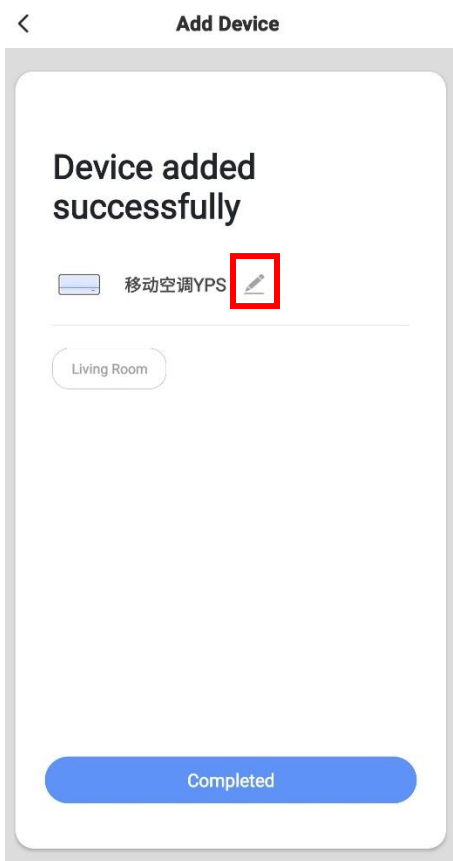 Add Device
Device added
successfully
移动空调YPS
Living Room
Completed